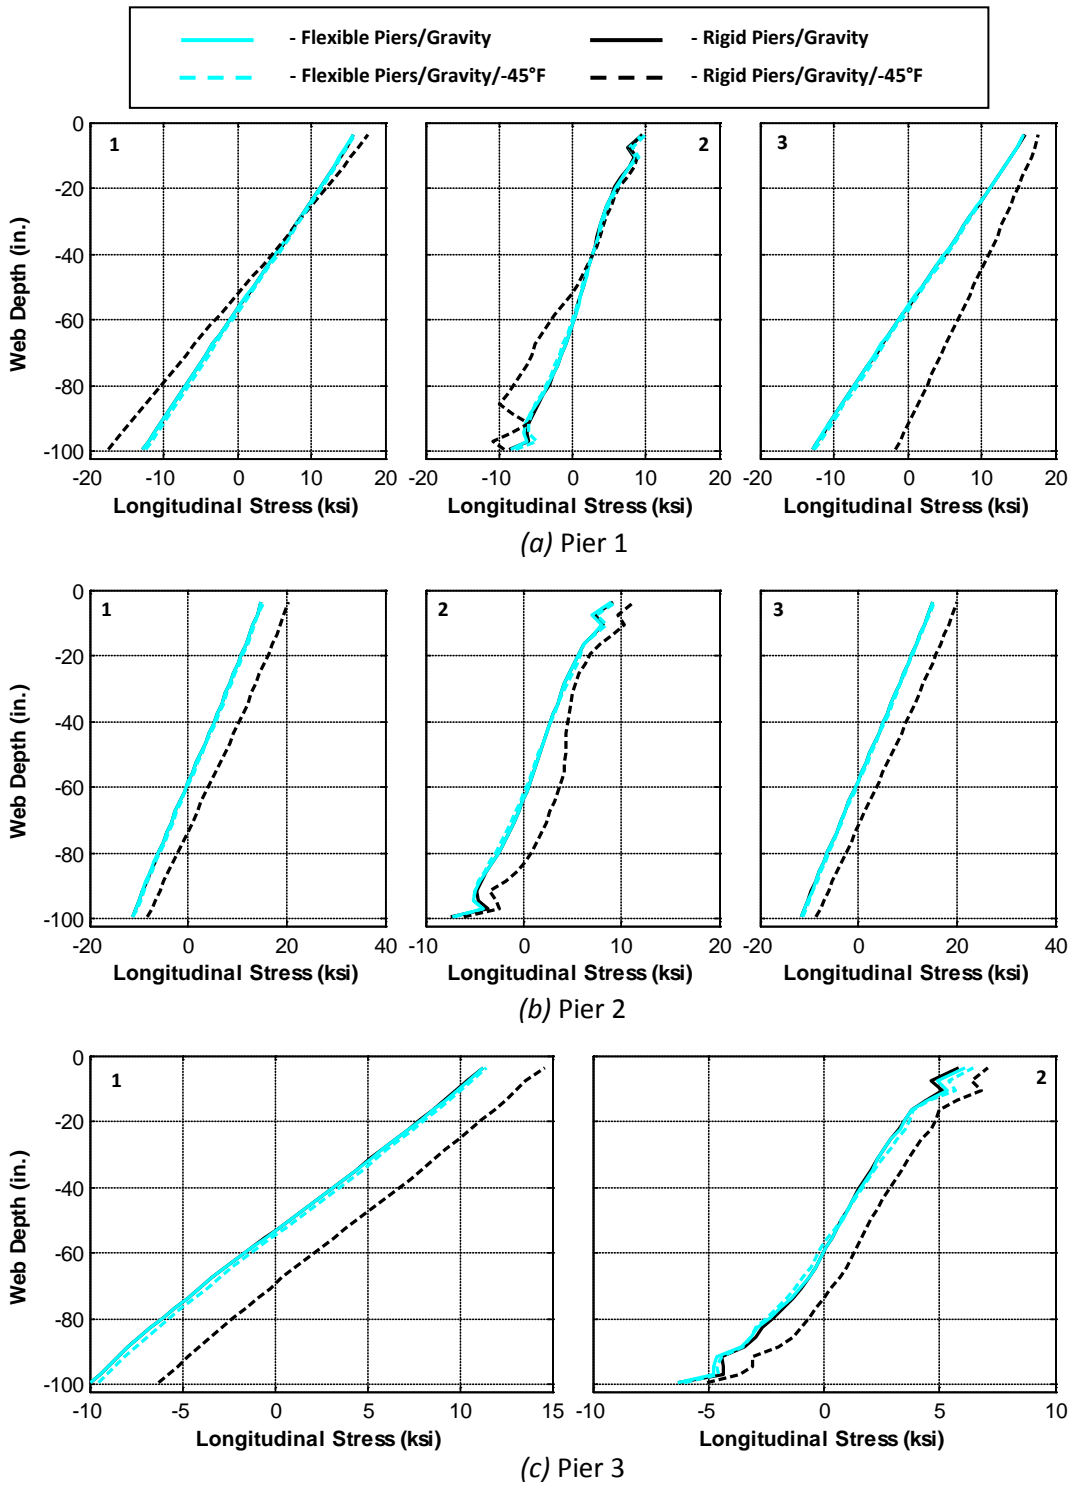 - Flexible Piers/Gravity - Rigid Piers/Gravity
- Flexible Piers/Gravity/-45°F - Rigid Piers/Gravity/-45°F
Web Depth (in.)
0
-20
-40
-60
-80
-100
1
-20 -10 0 10 20
Longitudinal Stress (ksi)
2
-20 -10 0 10 20
Longitudinal Stress (ksi)
3
-20 -10 0 10 20
Longitudinal Stress (ksi)
(a) Pier 1
Web Depth (in.)
0
-20
-40
-60
-80
-100
1
-20 0 20 40
Longitudinal Stress (ksi)
2
-10 0 10 20
Longitudinal Stress (ksi)
3
-20 0 20 40
Longitudinal Stress (ksi)
(b) Pier 2
Web Depth (in.)
0
-20
-40
-60
-80
-100
1
-10 -5 0 5 10 15
Longitudinal Stress (ksi)
2
-10 -5 0 5 10
Longitudinal Stress (ksi)
(c) Pier 3